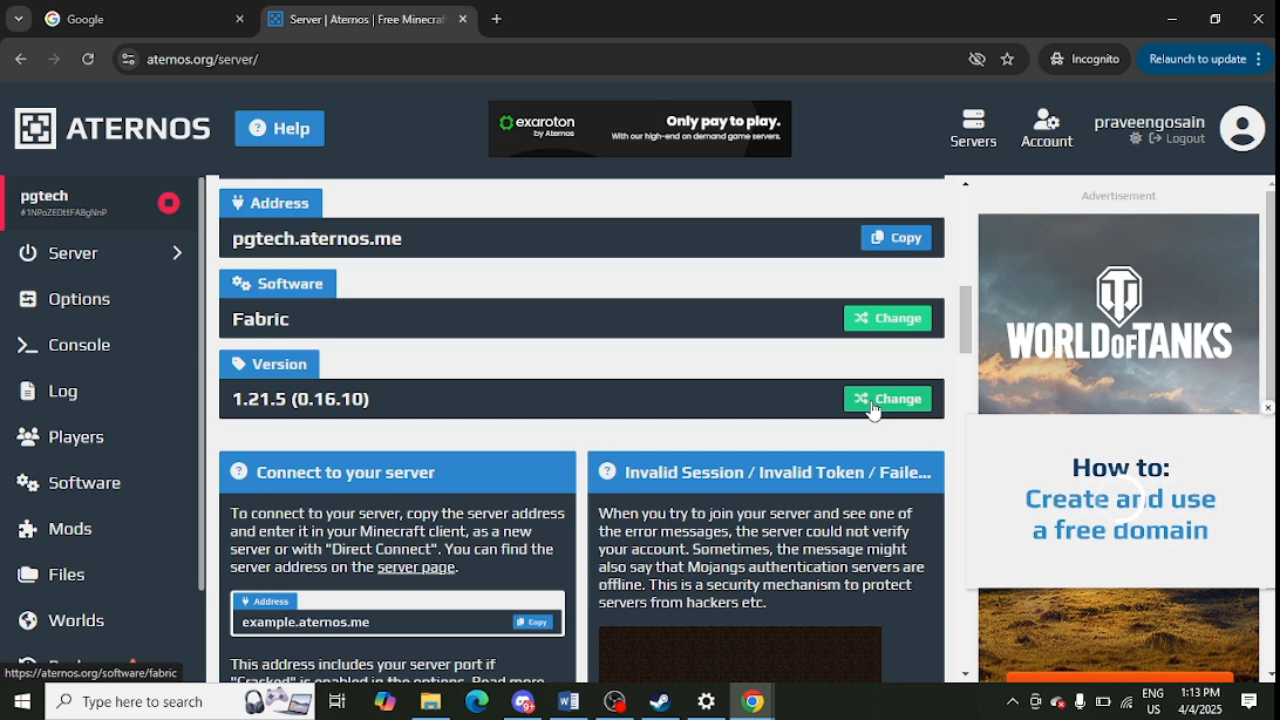 Google
Server | Aternos | Free Minecraf
aternos.org/server/
Incognito
Relaunch to update
ATERNOS
Help
exaroton
by Aternos
Only pay to play.
With our high-end on demand game servers.
Servers
Account
praveengosain
Logout
pgtech
Server
Options
Console
Log
Players
Software
Mods
Files
Worlds
https://aternos.org/software/fabric
Address
pgtech.aternos.me
Copy
Software
Fabric
Change
Version
1.21.5 (0.16.10)
Change
Connect to your server
To connect to your server, copy the server address
and enter it in your Minecraft client, as a new
server or with "Direct Connect". You can find the
server address on the server page.
Address
example.aternos.me
Copy
This address includes your server port if
"Cracked" is enabled in the options. Read more
Invalid Session / Invalid Token / Faile...
When you try to join your server and see one of
the error messages, the server could not verify
your account. Sometimes, the message might
also say that Mojangs authentication servers are
offline. This is a security mechanism to protect
servers from hackers etc.
Advertisement
WORLD OF TANKS
How to:
Create and use
a free domain
Type here to search
ENG
US
1:13 PM
4/4/2025